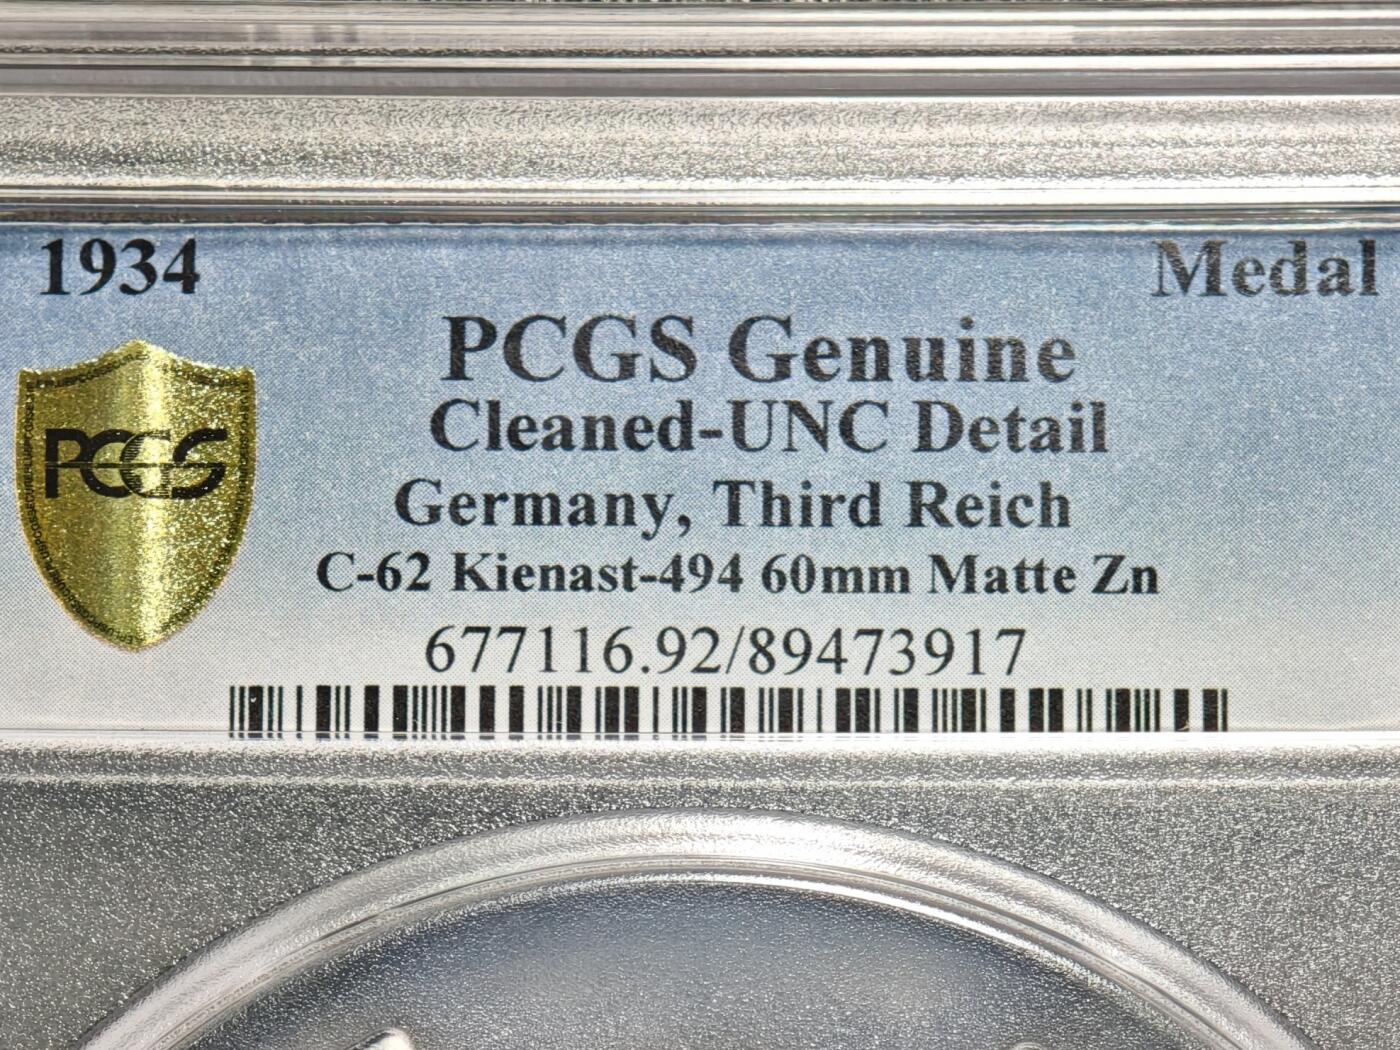 1934
Medal
PCGS Genuine
Cleaned-UNC Detail
PCGS
Germany, Third Reich
C-62 Kienast-494 60mm Matte Zn
677116.92/89473917